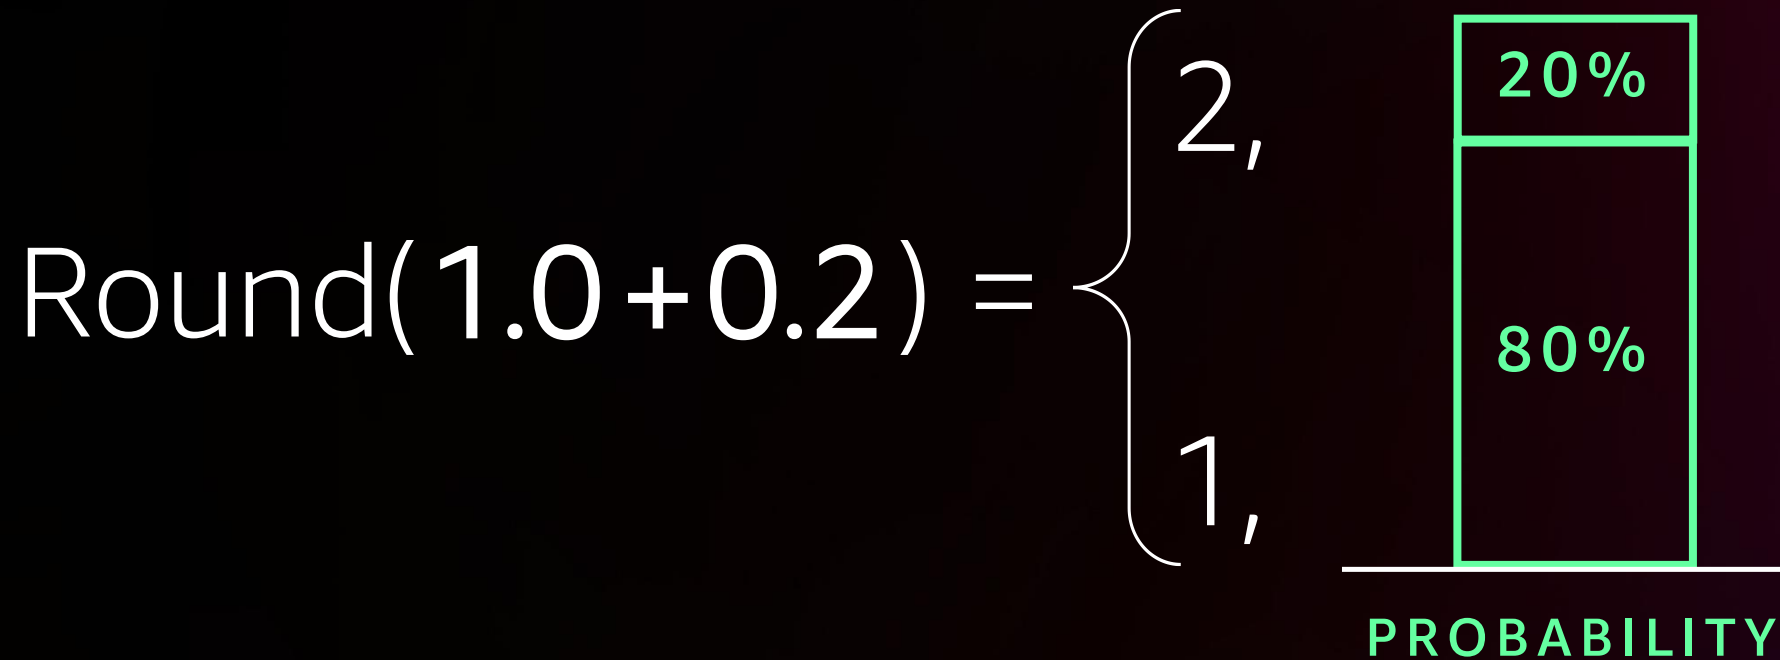 2,
20%
Round(1.0+0.2) =
80%
1,
PROBABILITY